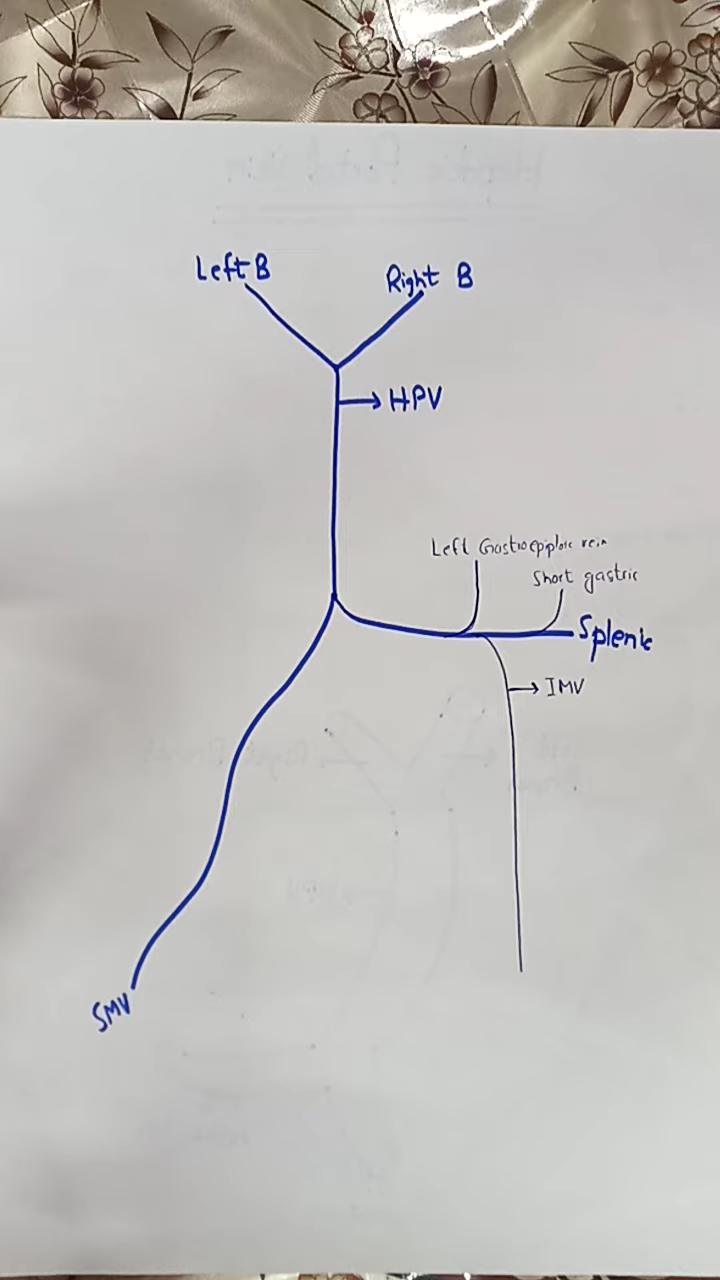 Left B
Right B
HPV
Left Gastroepiploic vein
Short gastric
Splenic
IMV
SMV